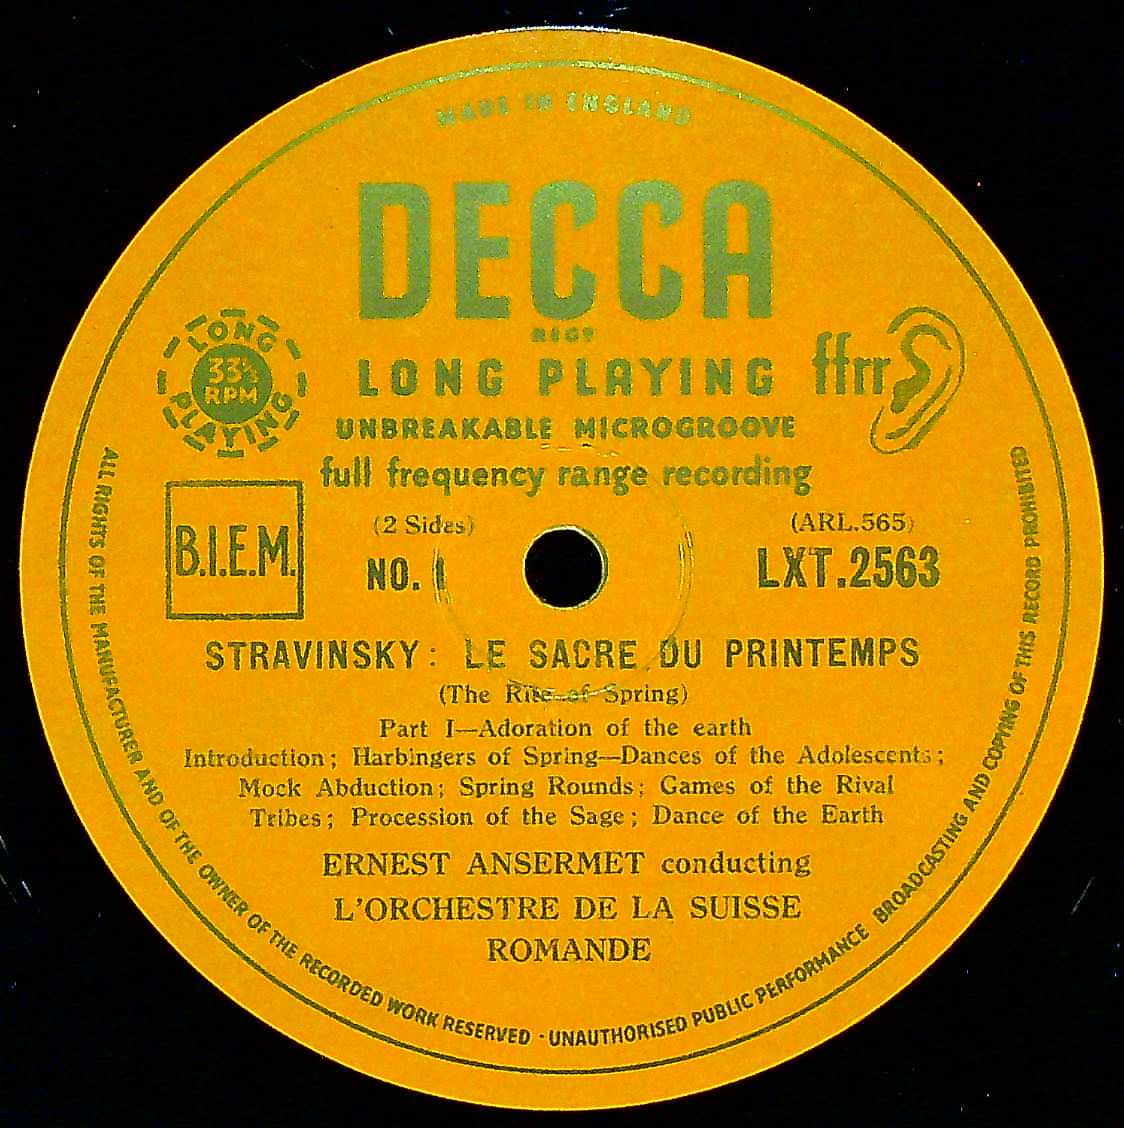 MADE IN ENGLAND
DECCA
REGT
LONG PLAYING
33⅓
RPM
LONG PLAYING
ffrr
UNBREAKABLE MICROGROOVE
full frequency range recording
B.I.E.M.
(2 Sides)
NO. 1
(ARL.565)
LXT.2563
STRAVINSKY: LE SACRE DU PRINTEMPS
(The Rite of Spring)
Part I—Adoration of the earth
Introduction; Harbingers of Spring—Dances of the Adolescents;
Mock Abduction; Spring Rounds; Games of the Rival
Tribes; Procession of the Sage; Dance of the Earth
ERNEST ANSERMET conducting
L'ORCHESTRE DE LA SUISSE
ROMANDE
ALL RIGHTS OF THE MANUFACTURER AND OF THE OWNER OF THE RECORDED WORK RESERVED · UNAUTHORISED PUBLIC PERFORMANCE BROADCASTING AND COPYING OF THIS RECORD PROHIBITED